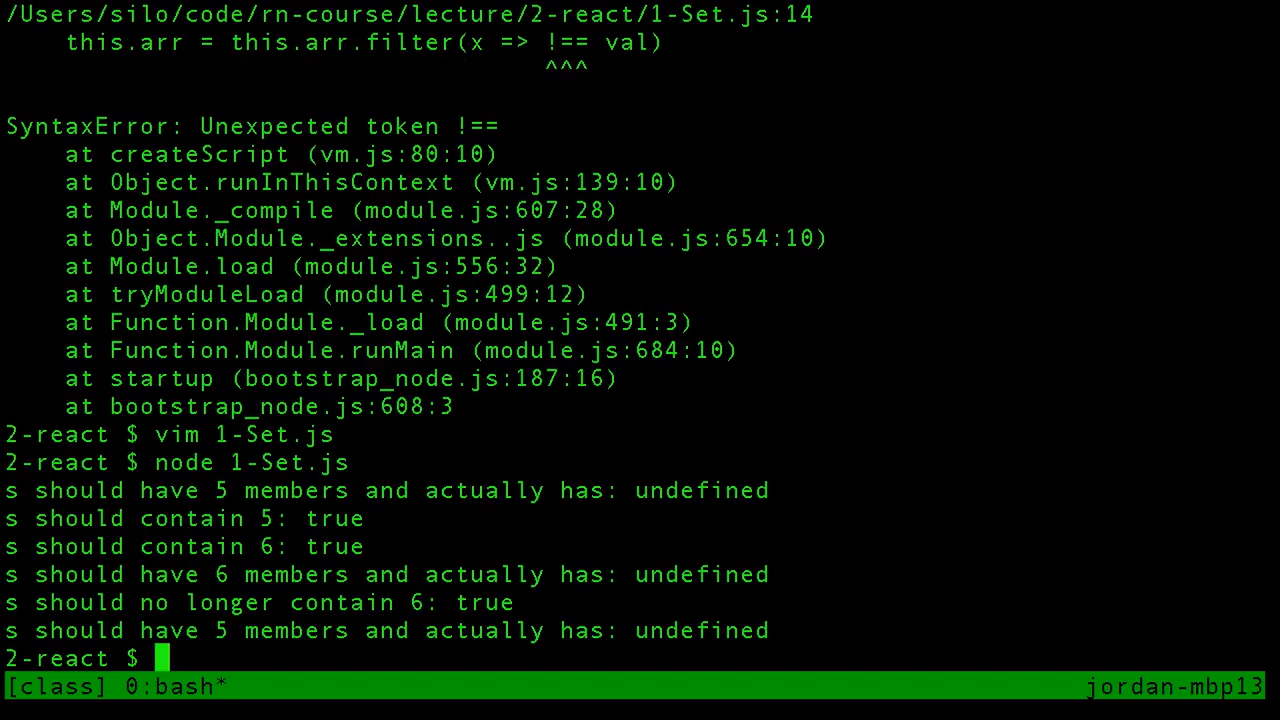 /Users/silo/code/rn-course/lecture/2-react/1-Set.js:14
    this.arr = this.arr.filter(x => !== val)
                                    ^^^
SyntaxError: Unexpected token !==
    at createScript (vm.js:80:10)
    at Object.runInThisContext (vm.js:139:10)
    at Module._compile (module.js:607:28)
    at Object.Module._extensions..js (module.js:654:10)
    at Module.load (module.js:556:32)
    at tryModuleLoad (module.js:499:12)
    at Function.Module._load (module.js:491:3)
    at Function.Module.runMain (module.js:684:10)
    at startup (bootstrap_node.js:187:16)
    at bootstrap_node.js:608:3
2-react $ vim 1-Set.js
2-react $ node 1-Set.js
s should have 5 members and actually has: undefined
s should contain 5: true
s should contain 6: true
s should have 6 members and actually has: undefined
s should no longer contain 6: true
s should have 5 members and actually has: undefined
2-react $
[class] 0:bash* jordan-mbp13